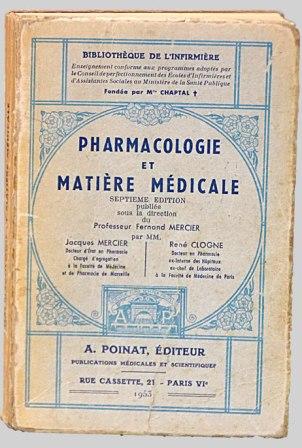 BIBLIOTHÈQUE DE L'INFIRMIÈRE
Enseignement conforme aux programmes adoptés par
le Conseil de perfectionnement des Écoles d'Infirmières et
d'Assistantes Sociales au Ministère de la Santé Publique
Fondée par Mlle CHAPTAL †
PHARMACOLOGIE
ET
MATIÈRE MÉDICALE
SEPTIÈME EDITION
publiée
sous la direction
du
Professeur Fernand MERCIER
par MM.
Jacques MERCIER
Docteur d'État en Pharmacie
Chargé d'agrégation
à la Faculté de Médecine
et de Pharmacie de Marseille
René CLOGNE
Docteur en Pharmacie
ex-Interne des Hôpitaux
ex-chef de Laboratoire
à la Faculté de Médecine de Paris
A. POINAT, ÉDITEUR
PUBLICATIONS MÉDICALES ET SCIENTIFIQUES
RUE CASSETTE, 21 - PARIS VIe
1953